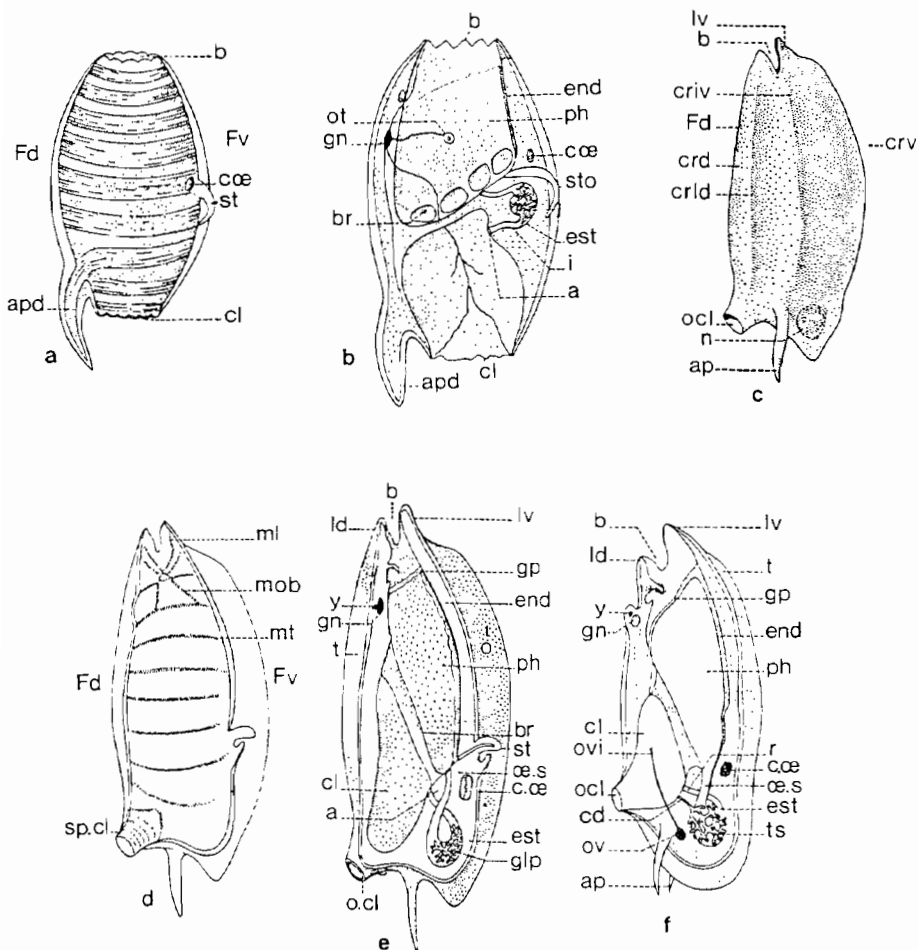 b
Fd
Fv
cœ
st
apd
cl
a
b
ot
gn
br
end
ph
cœ
sto
est
i
a
cl
apd
b
lv
b
criv
Fd
crd
crld
crv
ocl
n
ap
c
ml
mob
mt
Fd
Fv
sp.cl
d
b
ld
lv
gp
y
gn
end
t
ph
br
st
cl
œ.s
c.œ
a
est
glp
o.cl
e
b
lv
ld
t
gp
y
gn
end
ph
cl
ovi
r
c.œ
ocl
œ.s
cd
est
ov
ts
ap
f